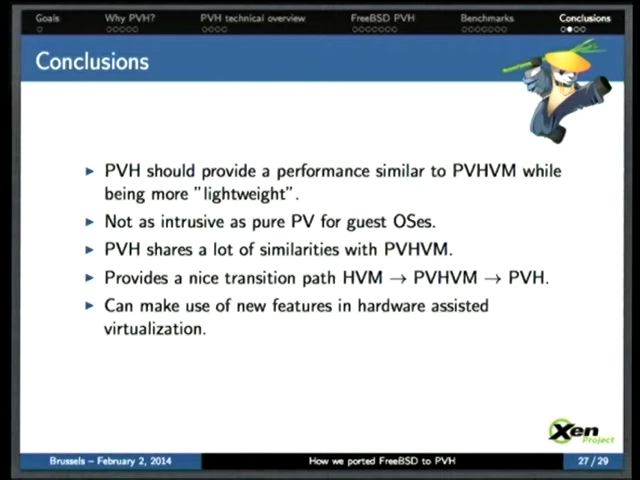 Goals Why PVH? PVH technical overview FreeBSD PVH Benchmarks Conclusions
Conclusions
PVH should provide a performance similar to PVHVM while
being more "lightweight".
Not as intrusive as pure PV for guest OSes.
PVH shares a lot of similarities with PVHVM.
Provides a nice transition path HVM → PVHVM → PVH.
Can make use of new features in hardware assisted
virtualization.
Xen
Project
Brussels – February 2, 2014 How we ported FreeBSD to PVH 27 / 29